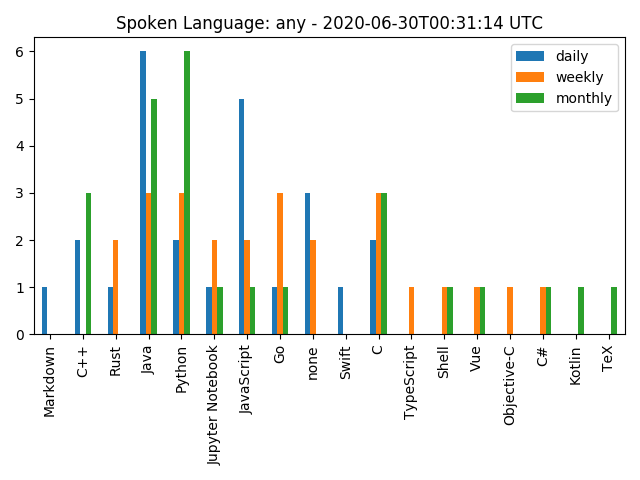 Spoken Language: any - 2020-06-30T00:31:14 UTC
daily
weekly
monthly
6
5
4
3
2
1
0
Markdown
C++
Rust
Java
Python
Jupyter Notebook
JavaScript
Go
none
Swift
C
TypeScript
Shell
Vue
Objective-C
C#
Kotlin
TeX